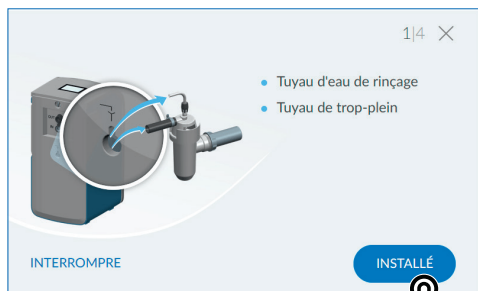 1|4
Tuyau d'eau de rinçage
Tuyau de trop-plein
INTERROMPRE
INSTALLÉ